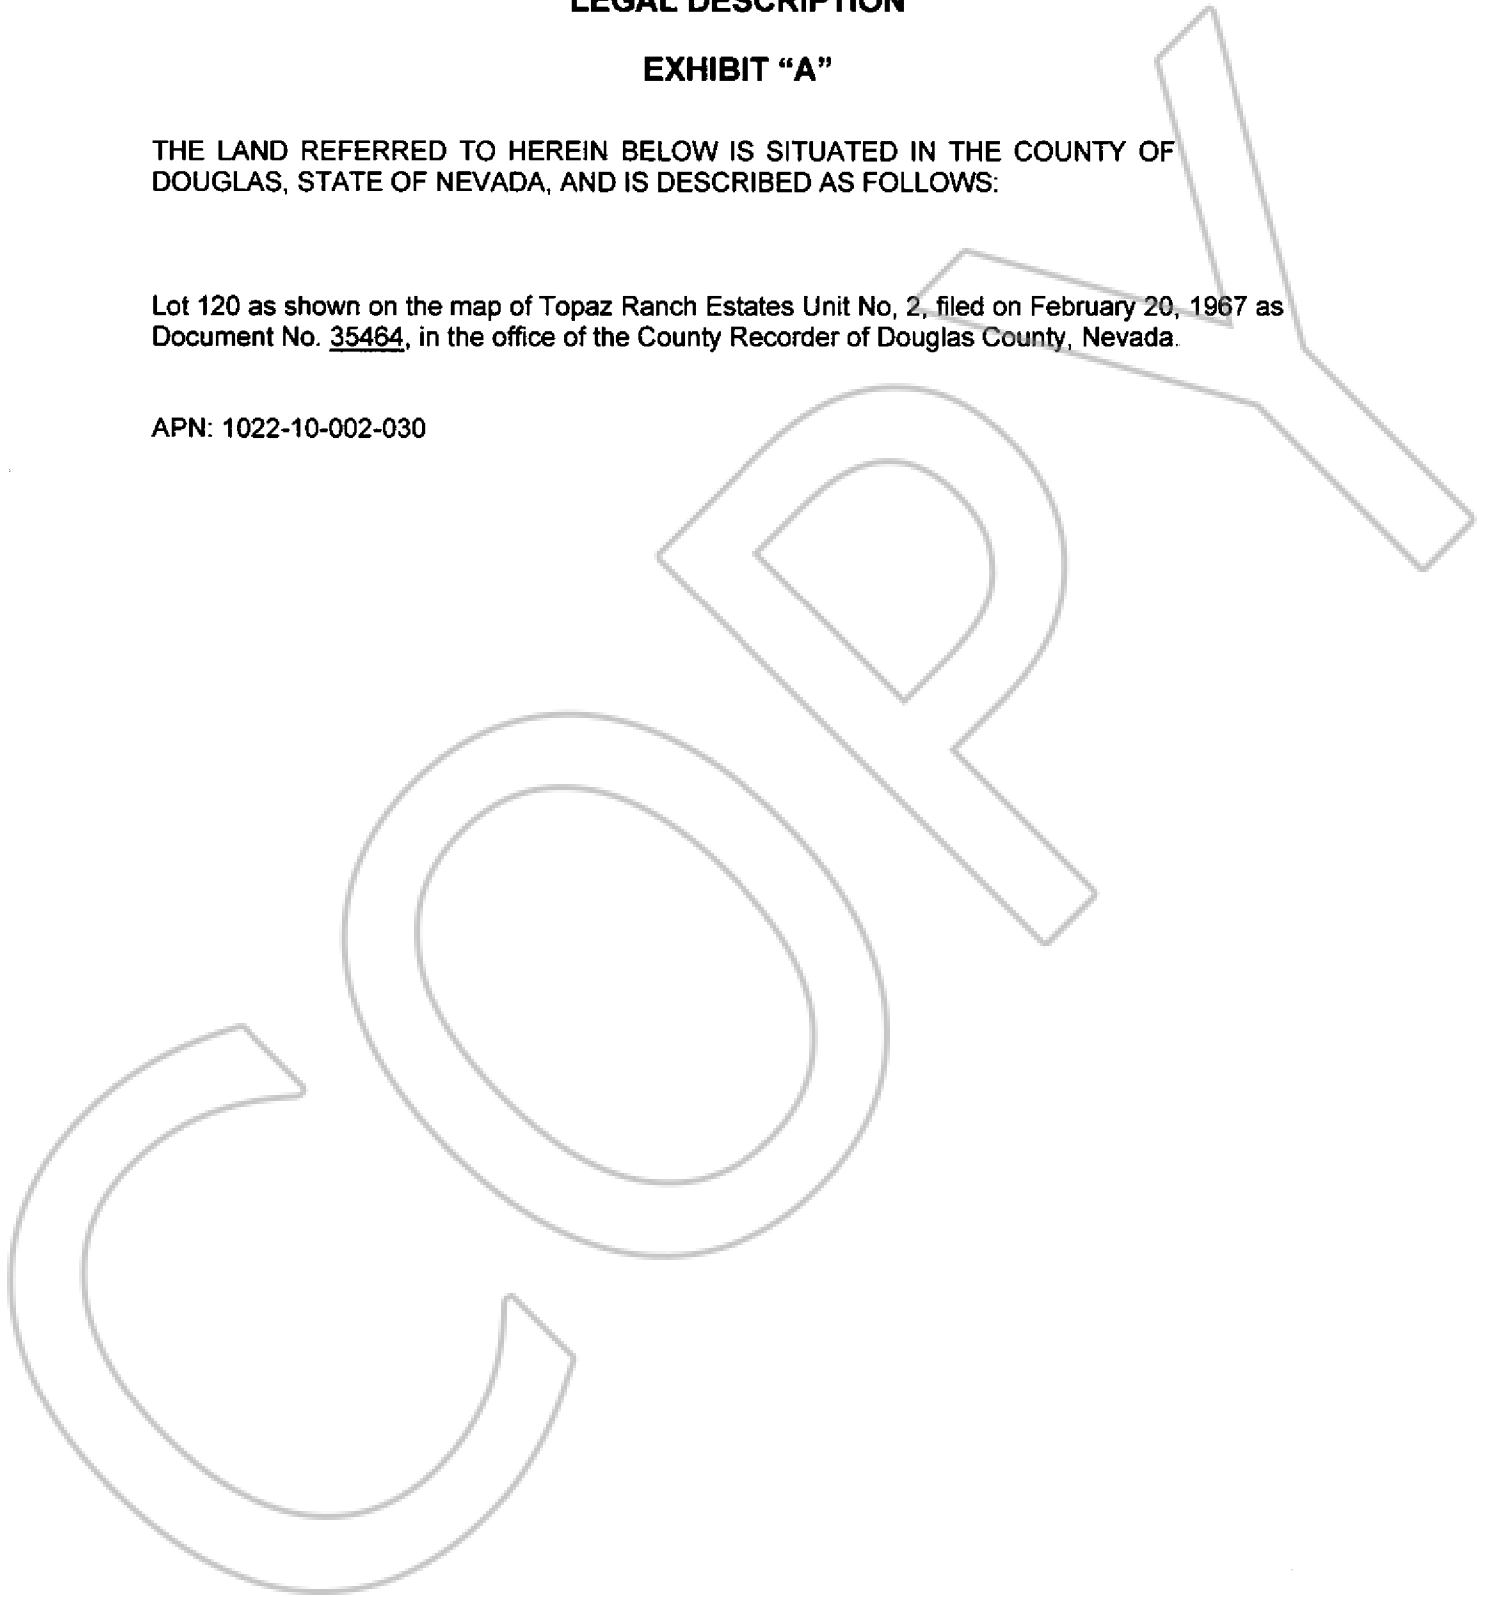 LEGAL DESCRIPTION
EXHIBIT “A”
THE LAND REFERRED TO HEREIN BELOW IS SITUATED IN THE COUNTY OF
DOUGLAS, STATE OF NEVADA, AND IS DESCRIBED AS FOLLOWS:
Lot 120 as shown on the map of Topaz Ranch Estates Unit No, 2, filed on February 20, 1967 as
Document No. 35464, in the office of the County Recorder of Douglas County, Nevada.
APN: 1022-10-002-030
COPY